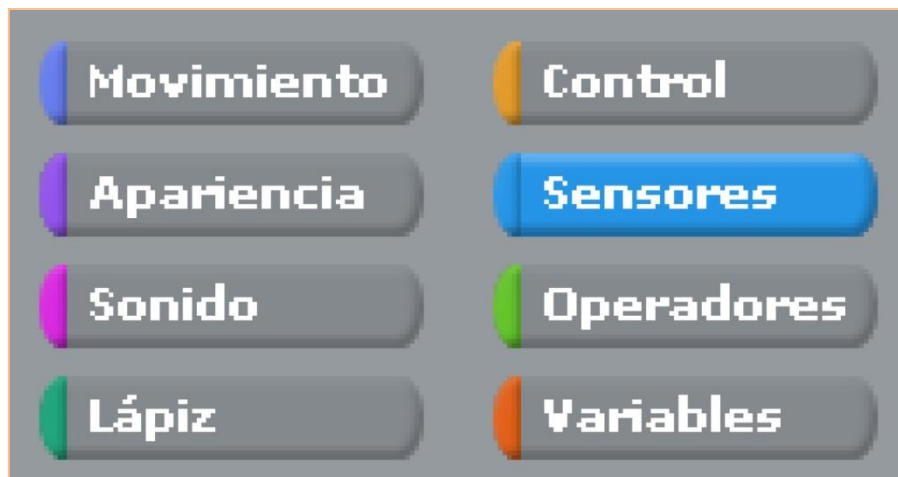 Movimiento
Control
Apariencia
Sensores
Sonido
Operadores
Lápiz
Variables